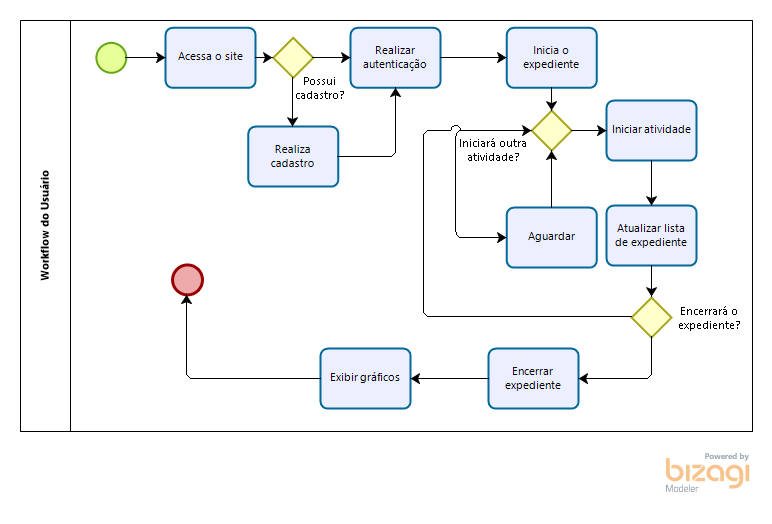 Workflow do Usuário
Acessa o site
Possui
cadastro?
Realizar
autenticação
Inicia o
expediente
Realiza
cadastro
Iniciará outra
atividade?
Iniciar atividade
Aguardar
Atualizar lista
de expediente
Encerrará o
expediente?
Encerrar
expediente
Exibir gráficos
Powered by
bizagi
Modeler